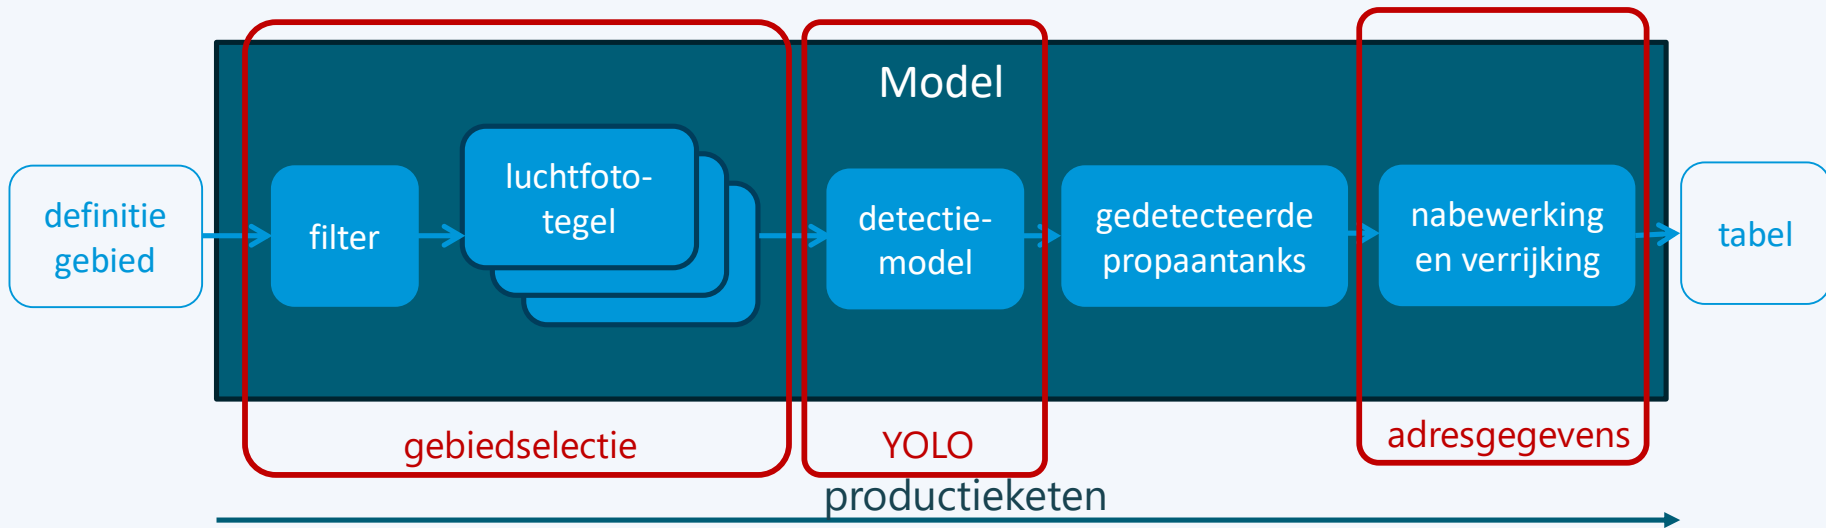 Model
definitie
gebied
filter
luchtfoto-
tegel
detectie-
model
gedetecteerde
propaantanks
nabewerking
en verrijking
tabel
gebiedselectie
YOLO
adresgegevens
productieketen